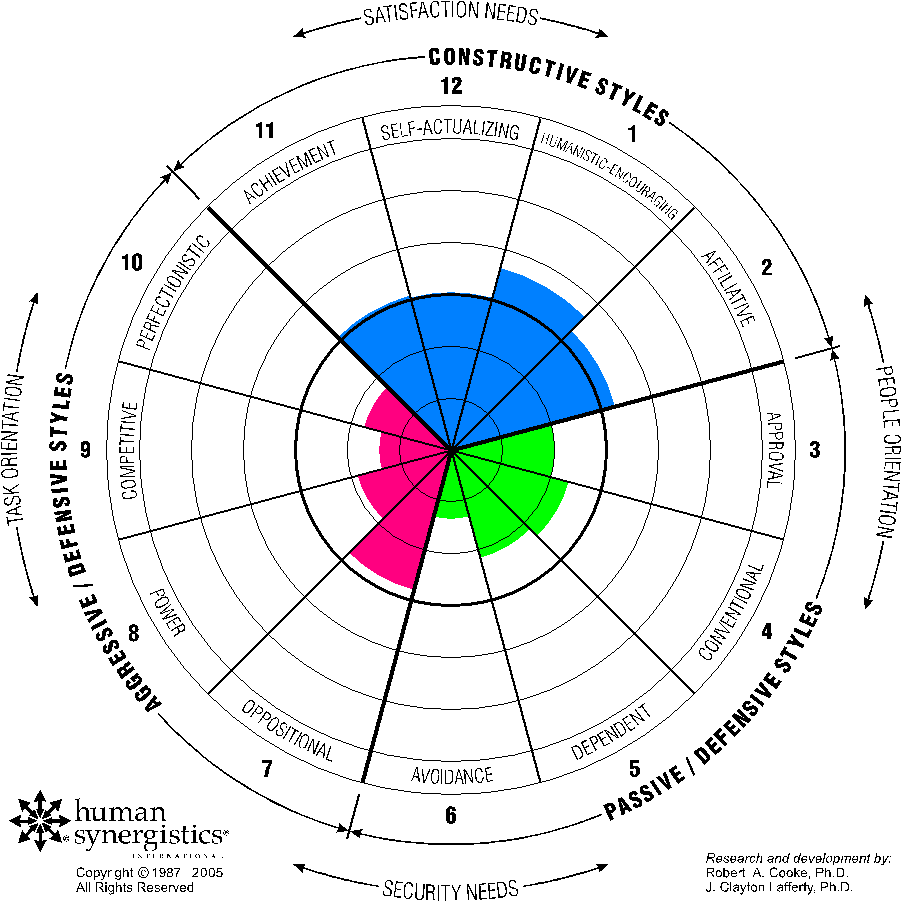 SATISFACTION NEEDS
CONSTRUCTIVE STYLES
12
SELF-ACTUALIZING
11
ACHIEVEMENT
1
HUMANISTIC-ENCOURAGING
10
PERFECTIONISTIC
2
AFFILIATIVE
TASK ORIENTATION
AGGRESSIVE / DEFENSIVE STYLES
9
COMPETITIVE
APPROVAL
3
PEOPLE ORIENTATION
8
POWER
CONVENTIONAL
4
7
OPPOSITIONAL
AVOIDANCE
6
DEPENDENT
5
PASSIVE / DEFENSIVE STYLES
SECURITY NEEDS
human
synergistics®
INTERNATIONAL
Copyright © 1987 2005
All Rights Reserved
Research and development by:
Robert A. Cooke, Ph.D.
J. Clayton Lafferty, Ph.D.